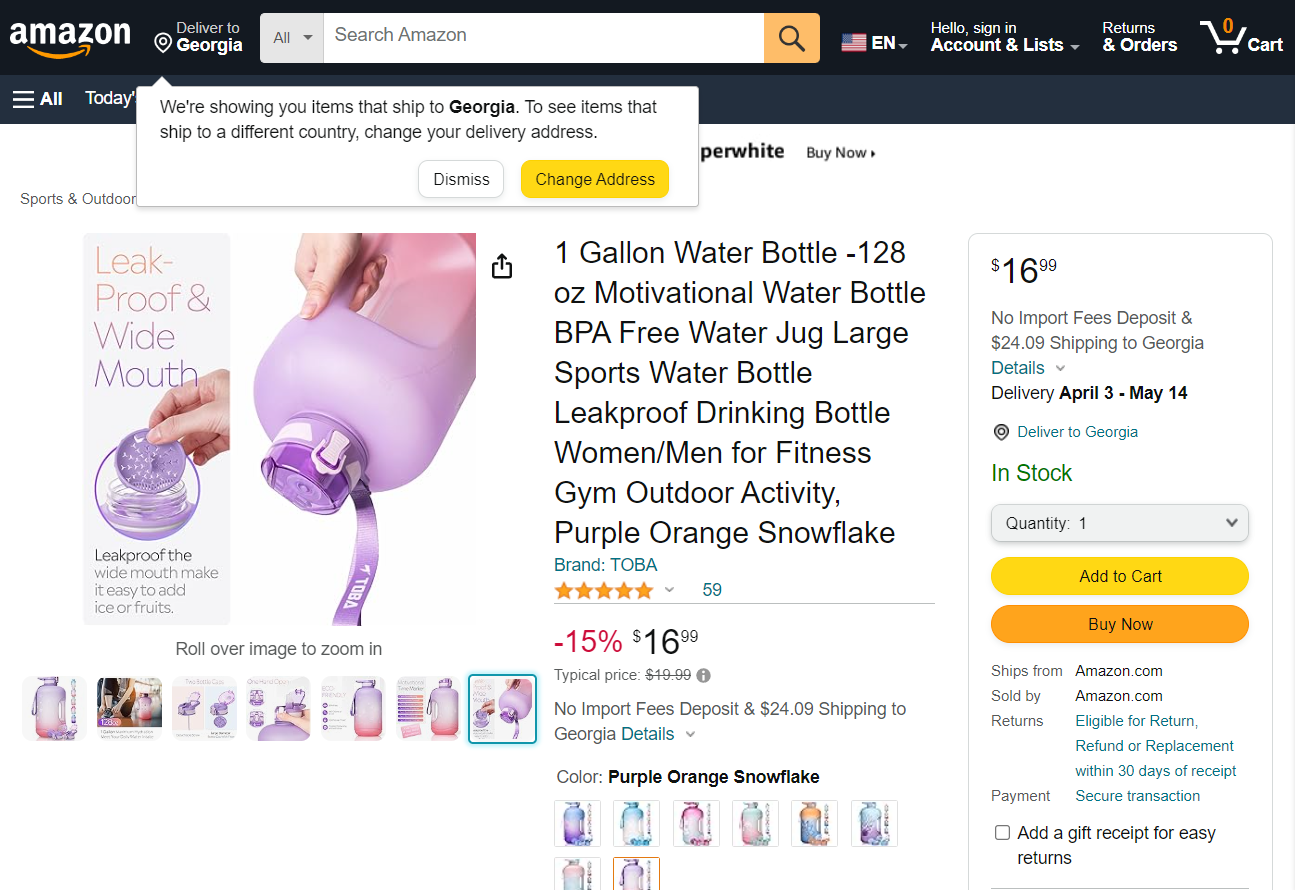 amazon
Deliver to
Georgia
All
Search Amazon
EN
Hello, sign in
Account & Lists
Returns
& Orders
0
Cart
All
Today'
We're showing you items that ship to Georgia. To see items that
ship to a different country, change your delivery address.
Dismiss
Change Address
perwhite
Buy Now
Sports & Outdoor
Leak-
Proof &
Wide
Mouth
Leakproof the
wide mouth make
it easy to add
ice or fruits.
TOBA
Roll over image to zoom in
1 Gallon Water Bottle -128
oz Motivational Water Bottle
BPA Free Water Jug Large
Sports Water Bottle
Leakproof Drinking Bottle
Women/Men for Fitness
Gym Outdoor Activity,
Purple Orange Snowflake
Brand: TOBA
59
-15% $16 99
Typical price: $19.99
No Import Fees Deposit & $24.09 Shipping to
Georgia Details
Color: Purple Orange Snowflake
$16 99
No Import Fees Deposit &
$24.09 Shipping to Georgia
Details
Delivery April 3 - May 14
Deliver to Georgia
In Stock
Quantity: 1
Add to Cart
Buy Now
Ships from Amazon.com
Sold by Amazon.com
Returns Eligible for Return,
Refund or Replacement
within 30 days of receipt
Payment Secure transaction
Add a gift receipt for easy
returns